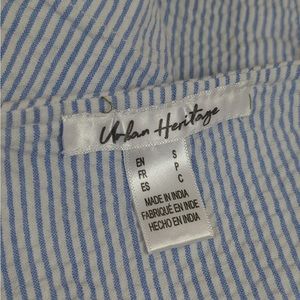 Urban Heritage
EN S
FR P
ES C
MADE IN INDIA
FABRIQUÉ EN INDE
HECHO EN INDIA